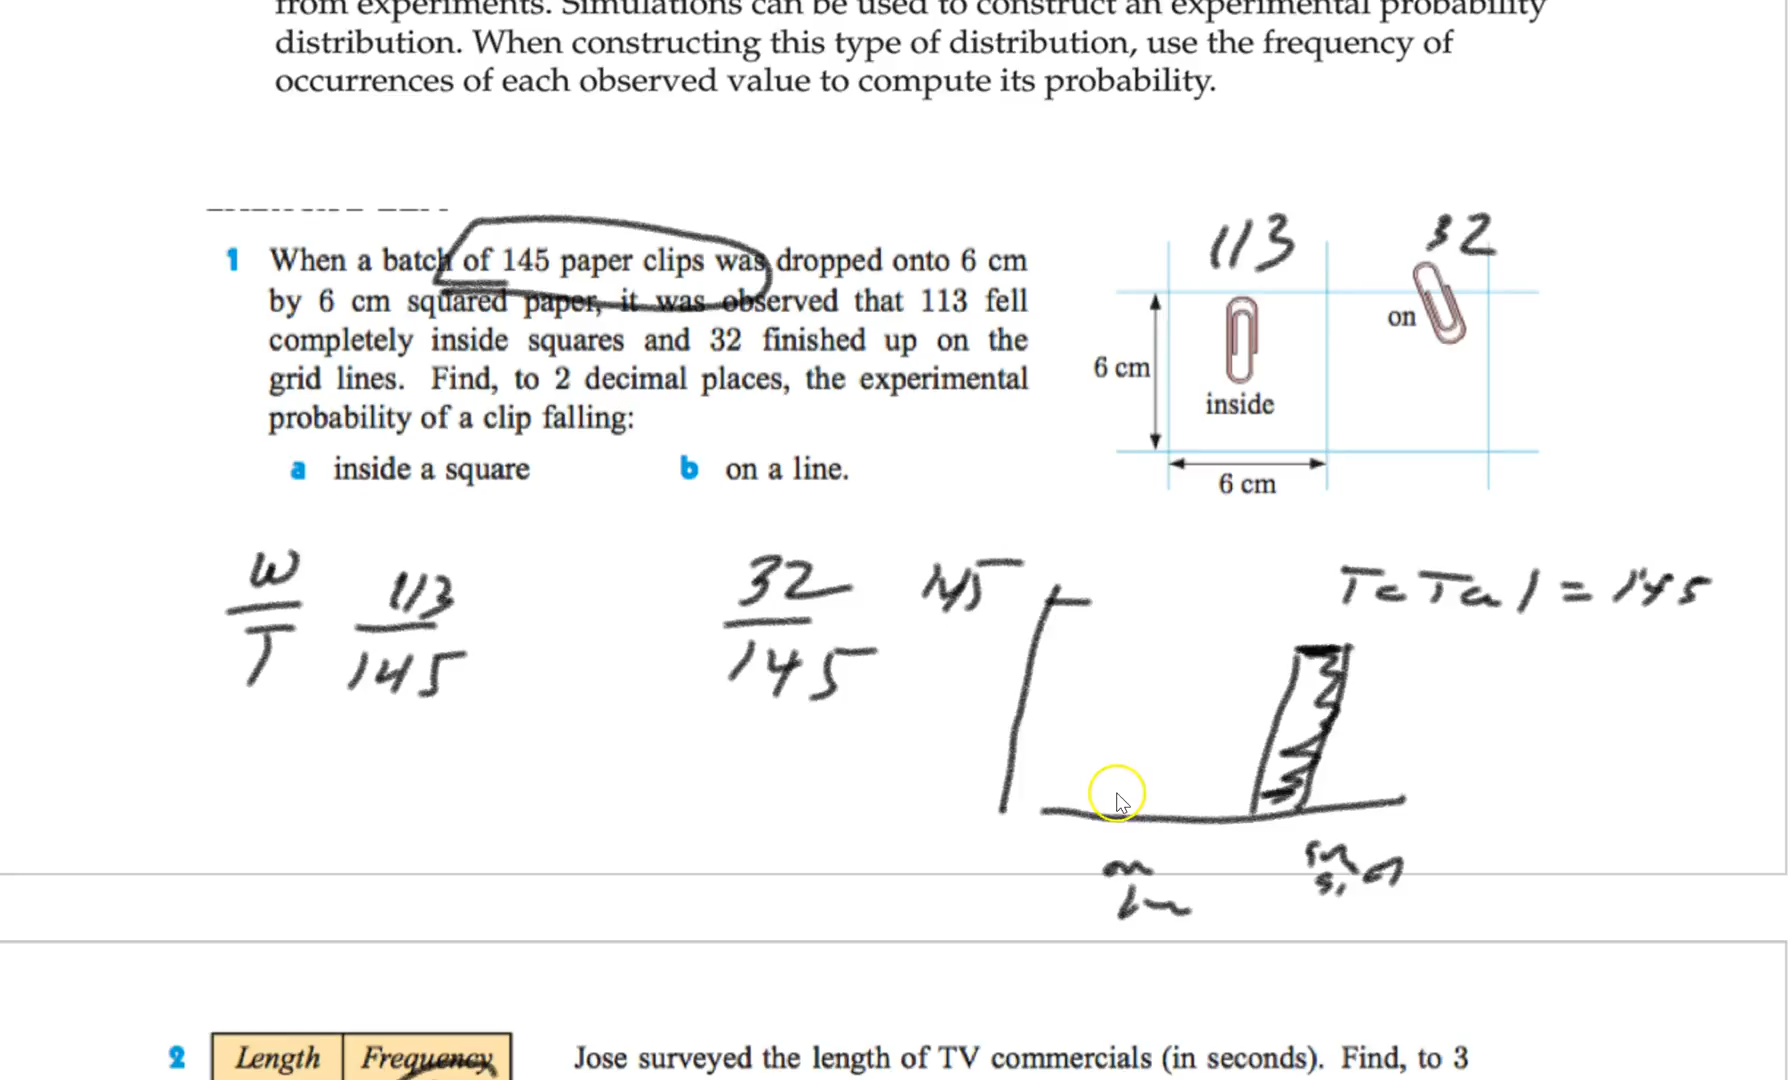 from experiments. Simulations can be used to construct an experimental probability
distribution. When constructing this type of distribution, use the frequency of
occurrences of each observed value to compute its probability.
1 When a batch of 145 paper clips was dropped onto 6 cm
by 6 cm squared paper, it was observed that 113 fell
completely inside squares and 32 finished up on the
grid lines. Find, to 2 decimal places, the experimental
probability of a clip falling:
a inside a square b on a line.
113 32
on
6 cm
inside
6 cm
W
T
113
145
32
145
145
Total = 145
on
2 Length Frequency
Jose surveyed the length of TV commercials (in seconds). Find, to 3